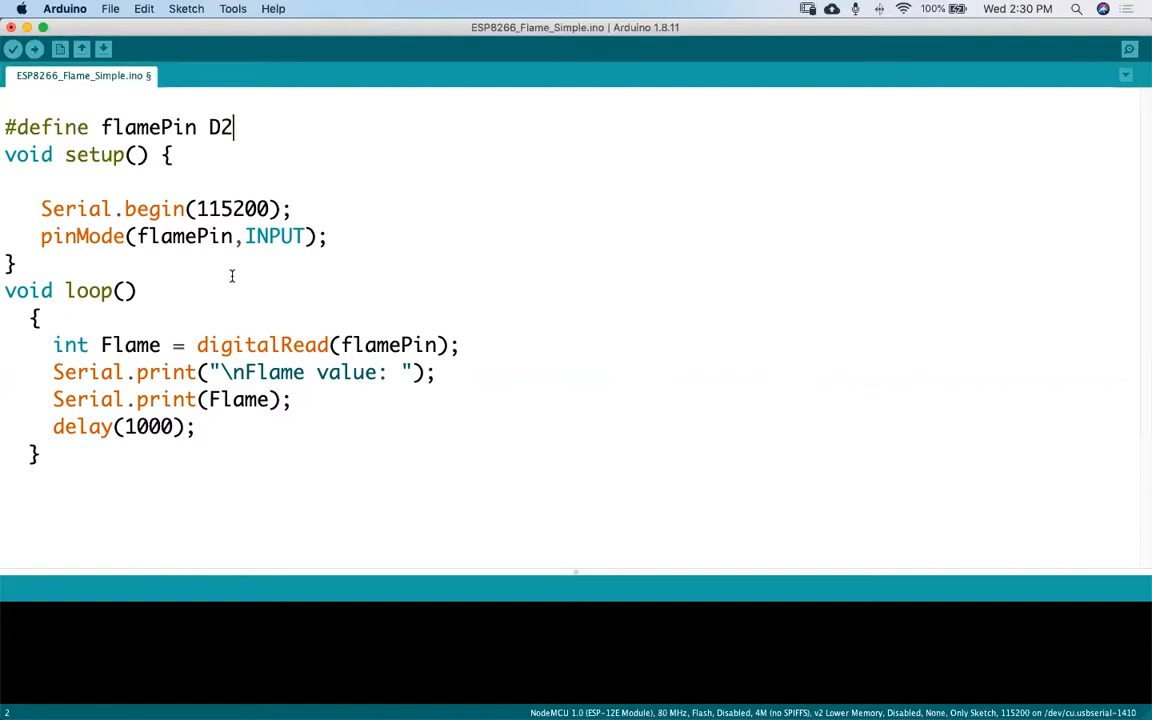 Arduino File Edit Sketch Tools Help 100% Wed 2:30 PM
ESP8266_Flame_Simple.ino | Arduino 1.8.11
ESP8266_Flame_Simple.ino §
#define flamePin D2
void setup() {
Serial.begin(115200);
pinMode(flamePin,INPUT);
}
void loop()
{
int Flame = digitalRead(flamePin);
Serial.print("\nFlame value: ");
Serial.print(Flame);
delay(1000);
}
2 NodeMCU 1.0 (ESP-12E Module), 80 MHz, Flash, Disabled, 4M (no SPIFFS), v2 Lower Memory, Disabled, None, Only Sketch, 115200 on /dev/cu.usbserial-1410